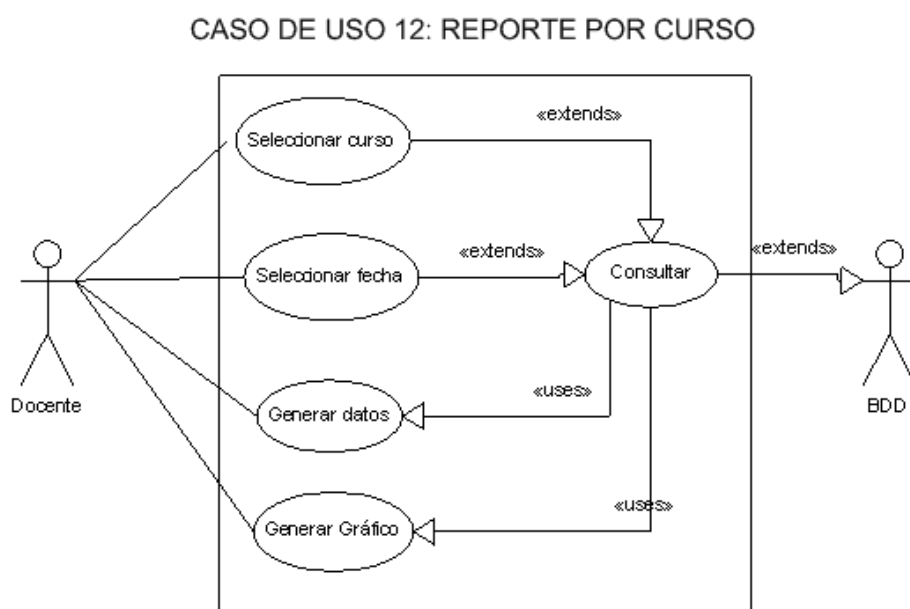 CASO DE USO 12: REPORTE POR CURSO
«extends»
Seleccionar curso
«extends»
«extends»
Seleccionar fecha
Consultar
«uses»
Docente
BDD
Generar datos
«uses»
Generar Gráfico